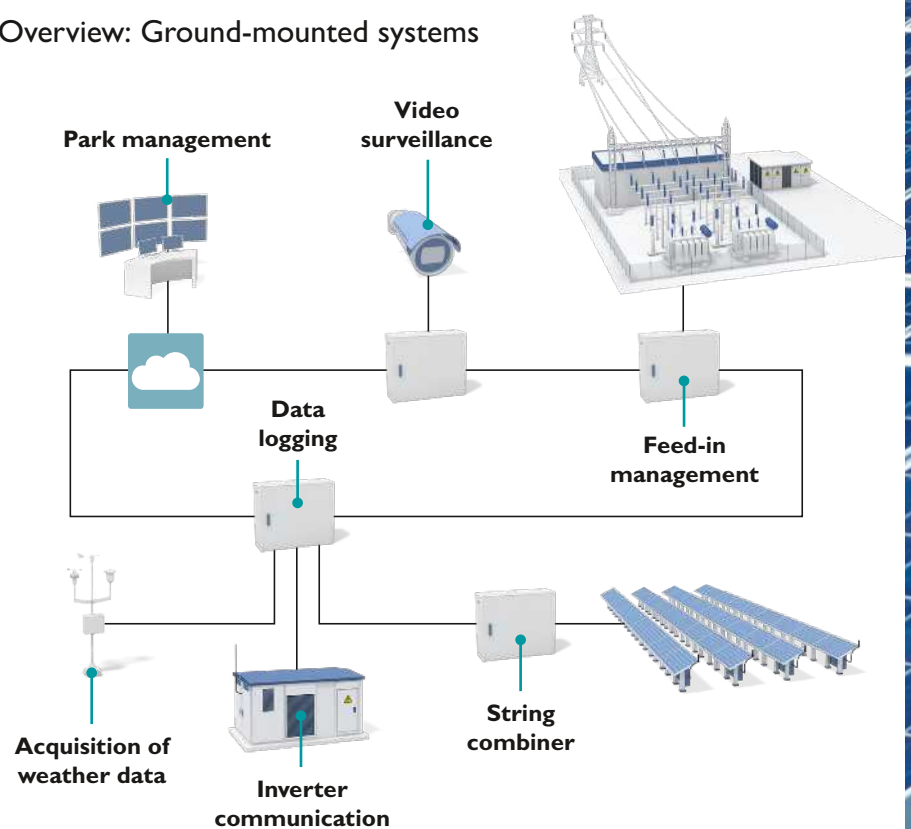 Overview: Ground-mounted systems
Video
surveillance
Park management
Data
logging
Feed-in
management
String
combiner
Acquisition of
weather data
Inverter
communication